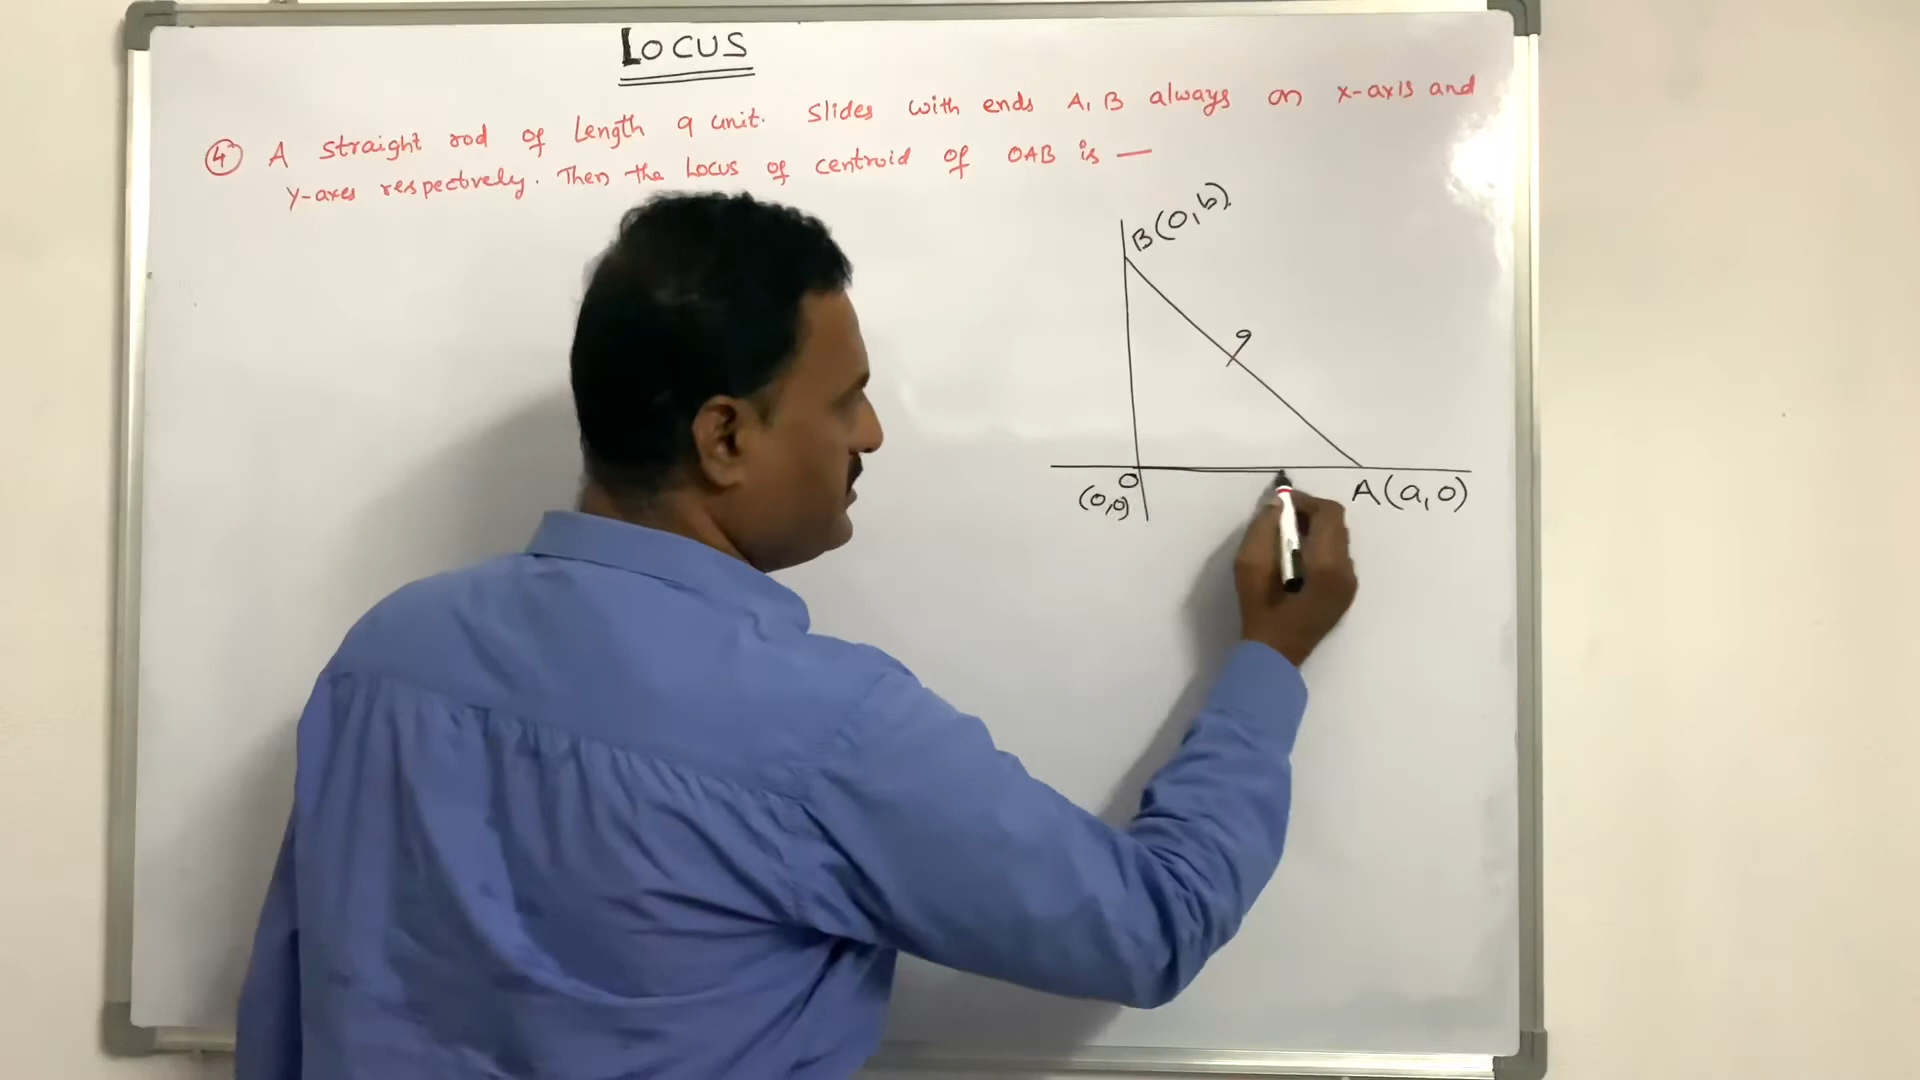 LOCUS
④ A straight rod of Length 9 unit. Slides with ends A, B always on x-axis and
Y-axes respectively. Then the Locus of centroid of OAB is —
B(0,b).
9
O
(0,0)
A(a,0)